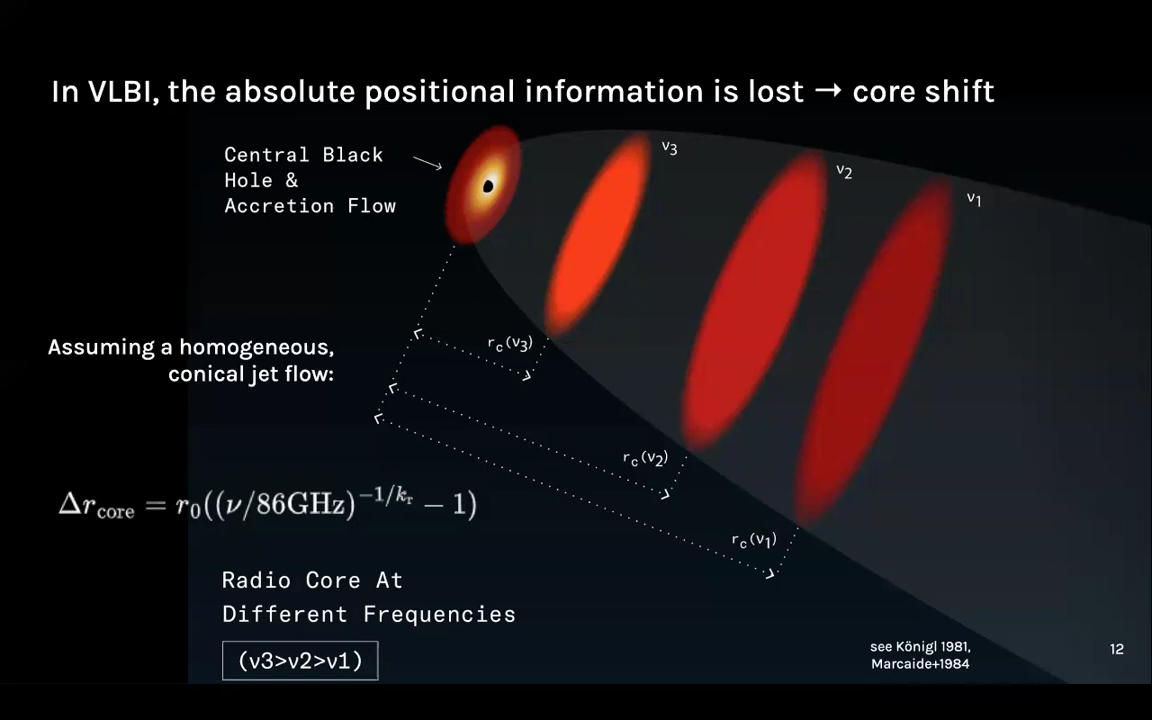 In VLBI, the absolute positional information is lost → core shift
Central Black
Hole &
Accretion Flow
ν3
ν2
ν1
rc(ν3)
Assuming a homogeneous,
conical jet flow:
rc(ν2)
Δr_core = r₀((ν/86GHz)^(−1/k_r) − 1)
rc(ν1)
Radio Core At
Different Frequencies
(ν3>ν2>ν1)
see Königl 1981,
Marcaide+1984
12